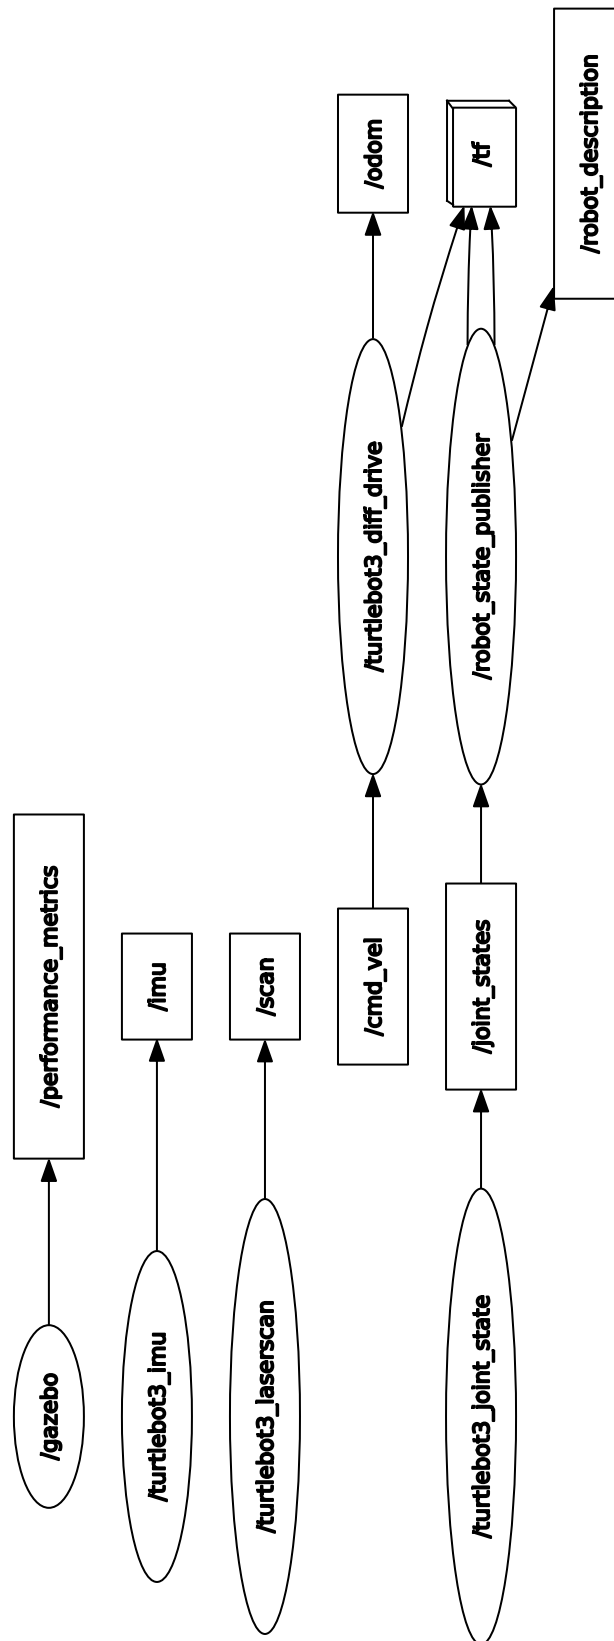 /gazebo
/performance_metrics
/turtlebot3_imu
/imu
/turtlebot3_laserscan
/scan
/cmd_vel
/turtlebot3_diff_drive
/odom
/turtlebot3_joint_state
/joint_states
/robot_state_publisher
/tf
/robot_description